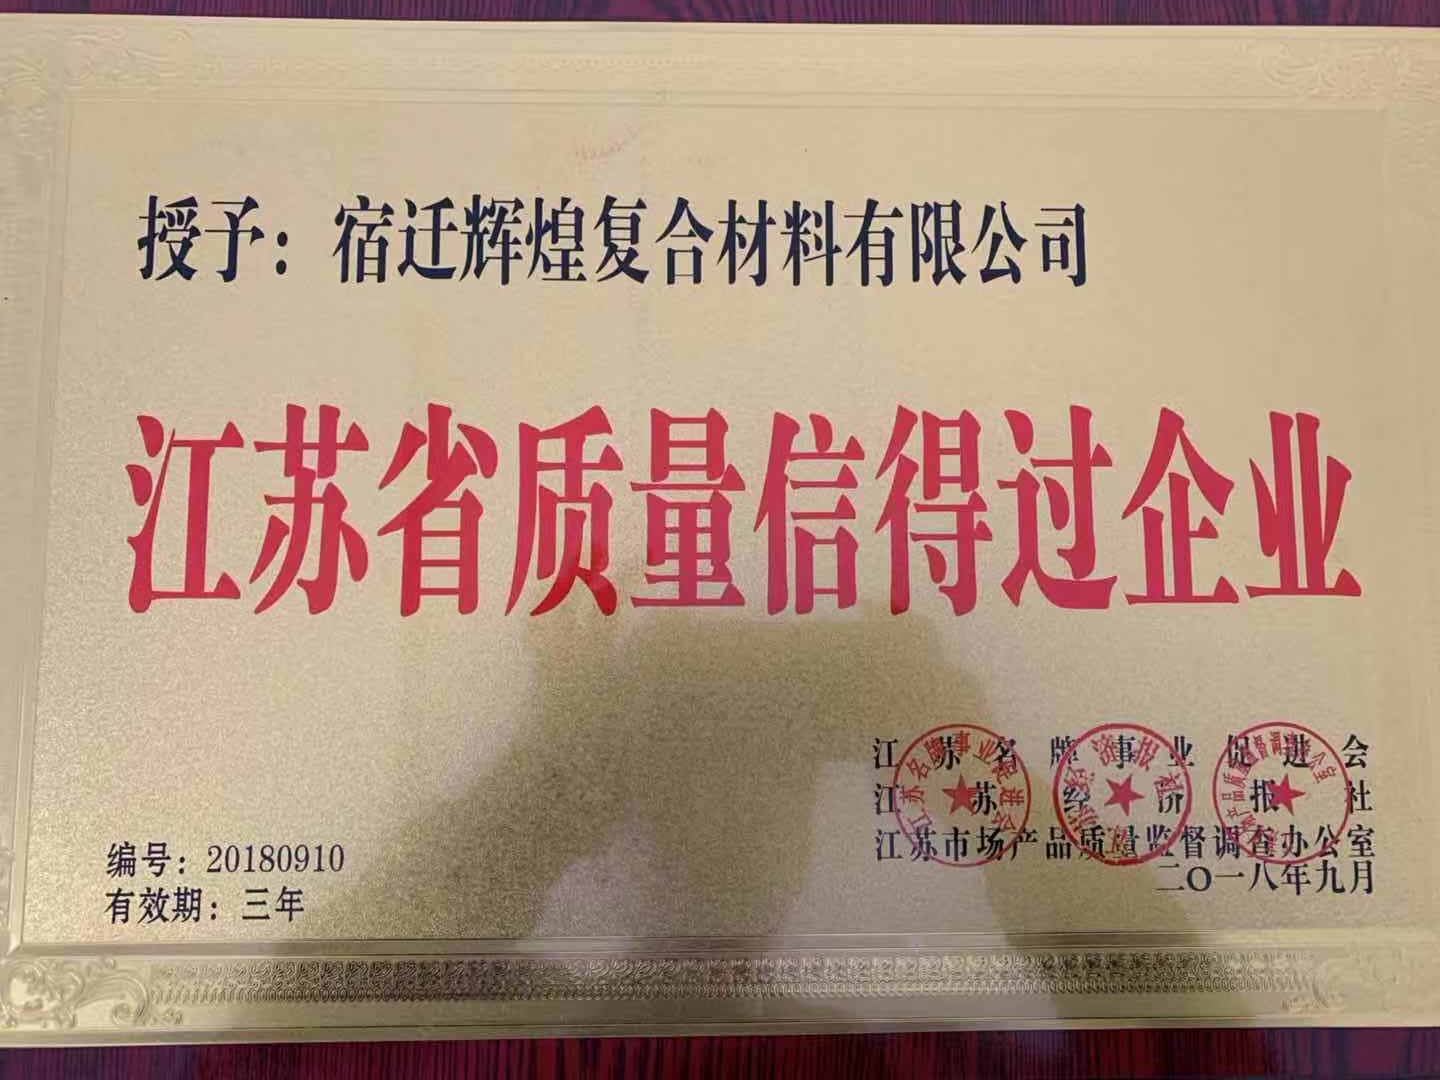 授予：宿迁辉煌复合材料有限公司
江苏省质量信得过企业
江苏名牌事业促进会
江苏经济报社
江苏市场产品质量监督调查办公室
二〇一八年九月
编号：20180910
有效期：三年